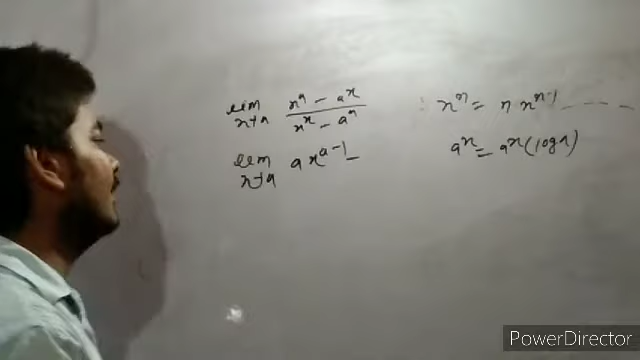 lim x→a (x^a - a^x) / (x^x - a^a)
lim x→a a x^(a-1) -
x^n = n x^(n-1) - - - -
a^x = a^x (log a)
PowerDirector